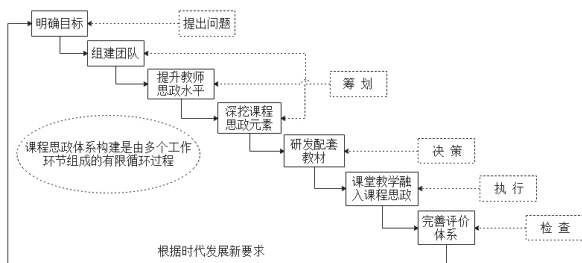 明确目标
提出问题
组建团队
提升教师
思政水平
筹 划
深挖课程
思政元素
课程思政体系构建是由多个工作
环节组成的有限循环过程
研发配套
教材
决 策
课堂教学融
入课程思政
执 行
完善评价
体系
检 查
根据时代发展新要求